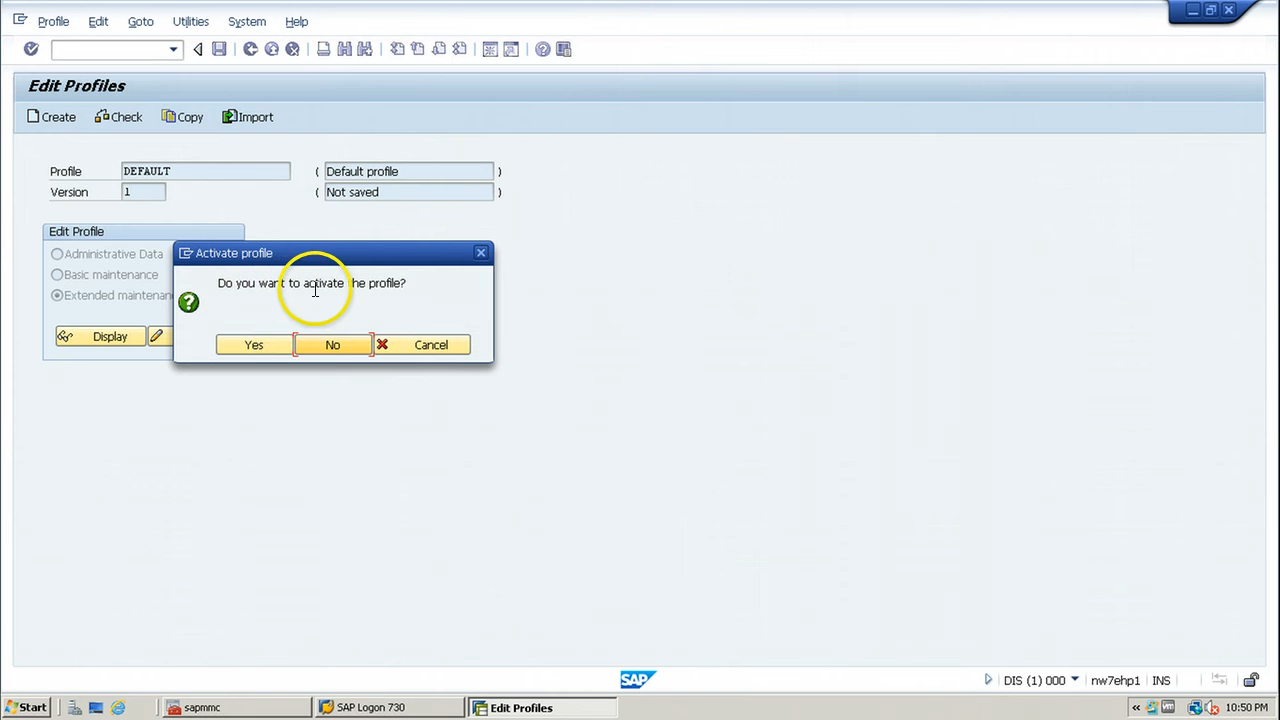 Profile Edit Goto Utilities System Help
Edit Profiles
Create Check Copy Import
Profile DEFAULT ( Default profile )
Version 1 ( Not saved )
Edit Profile
Administrative Data
Basic maintenance
Extended maintenan
Display
Activate profile
Do you want to activate the profile?
Yes No Cancel
SAP
DIS (1) 000 nw7ehp1 INS
Start sapmmc SAP Logon 730 Edit Profiles « vm 10:50 PM